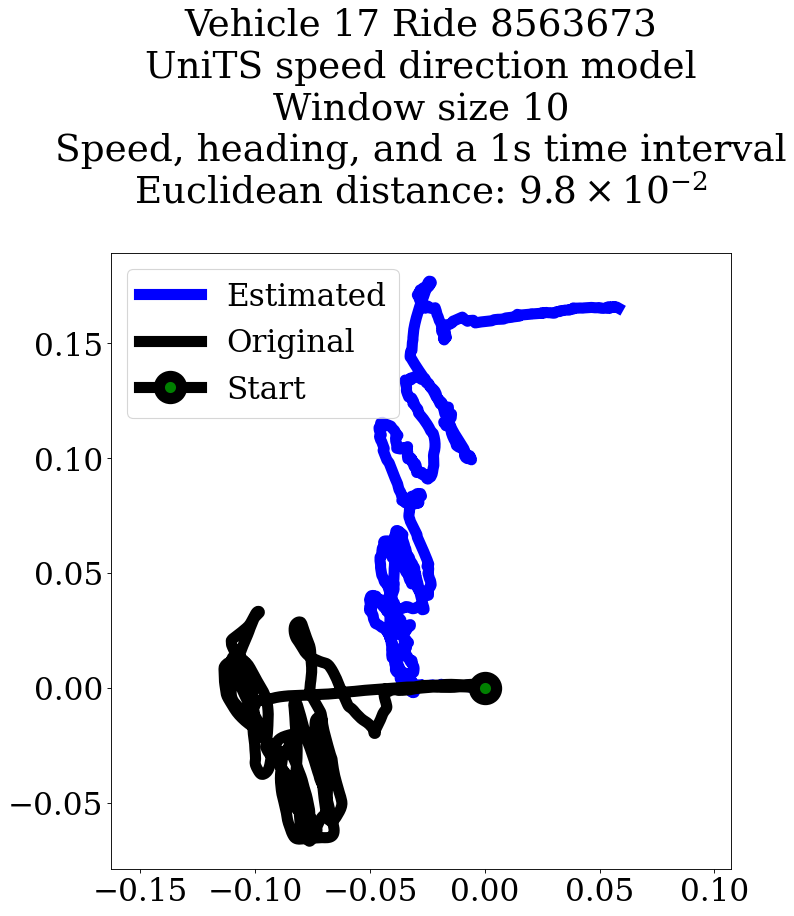 Vehicle 17 Ride 8563673
UniTS speed direction model
Window size 10
Speed, heading, and a 1s time interval
Euclidean distance: 9.8 × 10⁻²
Estimated
Original
Start
0.15
0.10
0.05
0.00
−0.05
−0.15 −0.10 −0.05 0.00 0.05 0.10